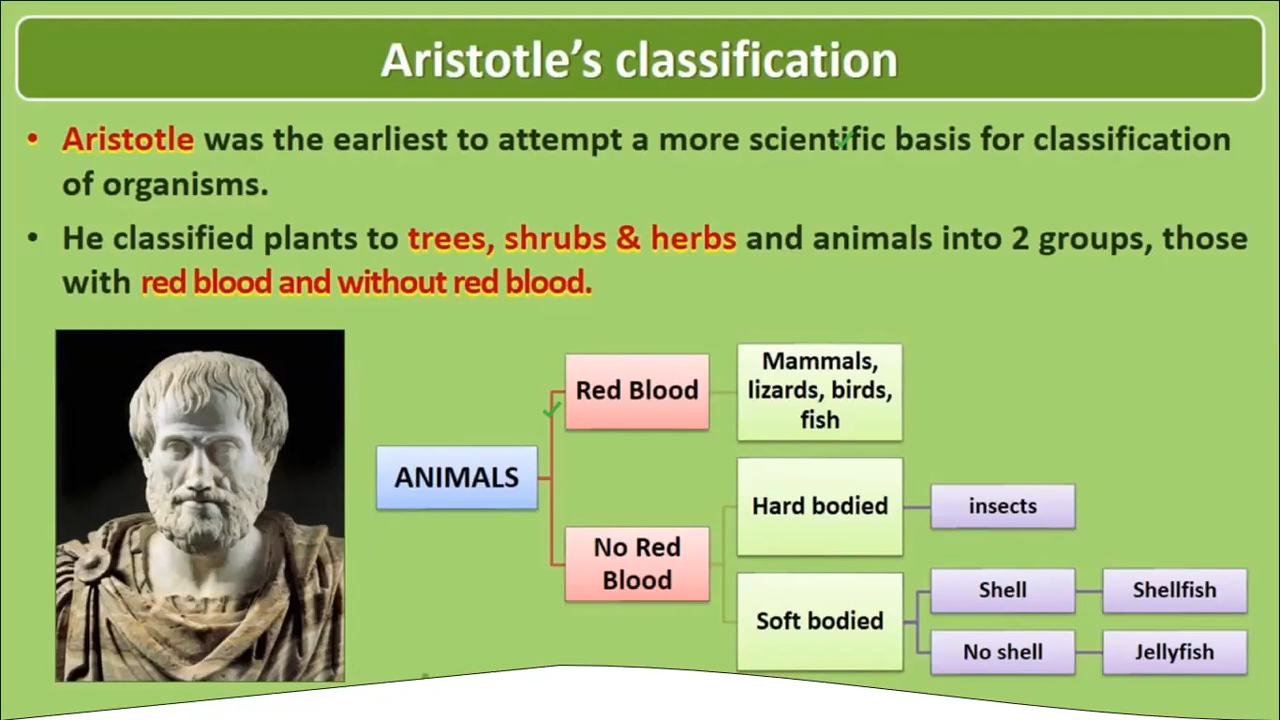 Aristotle's classification
• Aristotle was the earliest to attempt a more scientific basis for classification
of organisms.
• He classified plants to trees, shrubs & herbs and animals into 2 groups, those
with red blood and without red blood.
ANIMALS
Red Blood
Mammals,
lizards, birds,
fish
No Red
Blood
Hard bodied
insects
Soft bodied
Shell
Shellfish
No shell
Jellyfish